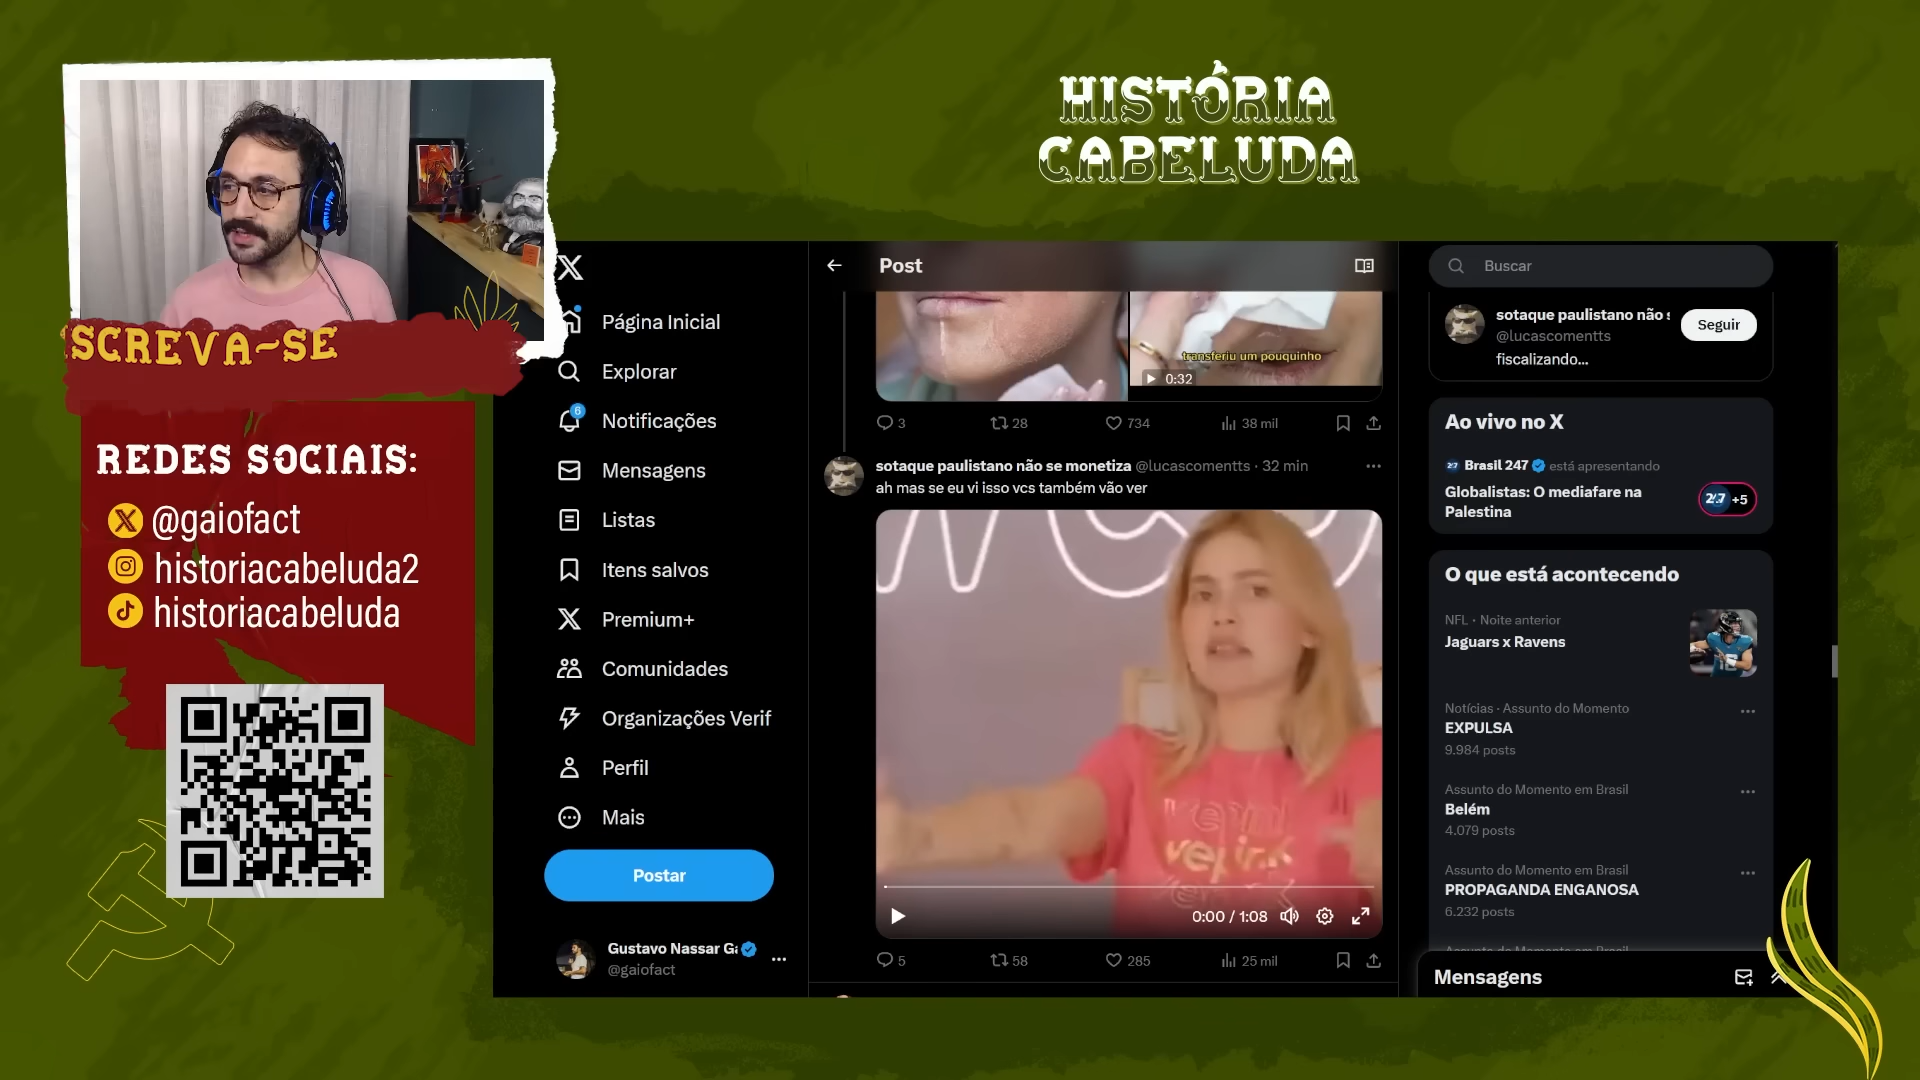 HISTÓRIA
CABELUDA
SCREVA-SE
REDES SOCIAIS:
@gaiofact
historiacabeluda2
historiacabeluda
Página Inicial
Explorar
6
Notificações
Mensagens
Listas
Itens salvos
Premium+
Comunidades
Organizações Verif
Perfil
Mais
Postar
Gustavo Nassar Ga
@gaiofact
Post
transferiu um pouquinho
0:32
3 28 734 38 mil
sotaque paulistano não se monetiza @lucascomentts · 32 min
ah mas se eu vi isso vcs também vão ver
wepink
0:00 / 1:08
5 58 285 25 mil
Buscar
sotaque paulistano não s
@lucascomentts
Seguir
fiscalizando...
Ao vivo no X
Brasil 247 está apresentando
Globalistas: O mediafare na
Palestina
247 +5
O que está acontecendo
NFL · Noite anterior
Jaguars x Ravens
Notícias · Assunto do Momento
EXPULSA
9.984 posts
Assunto do Momento em Brasil
Belém
4.079 posts
Assunto do Momento em Brasil
PROPAGANDA ENGANOSA
6.232 posts
Mensagens